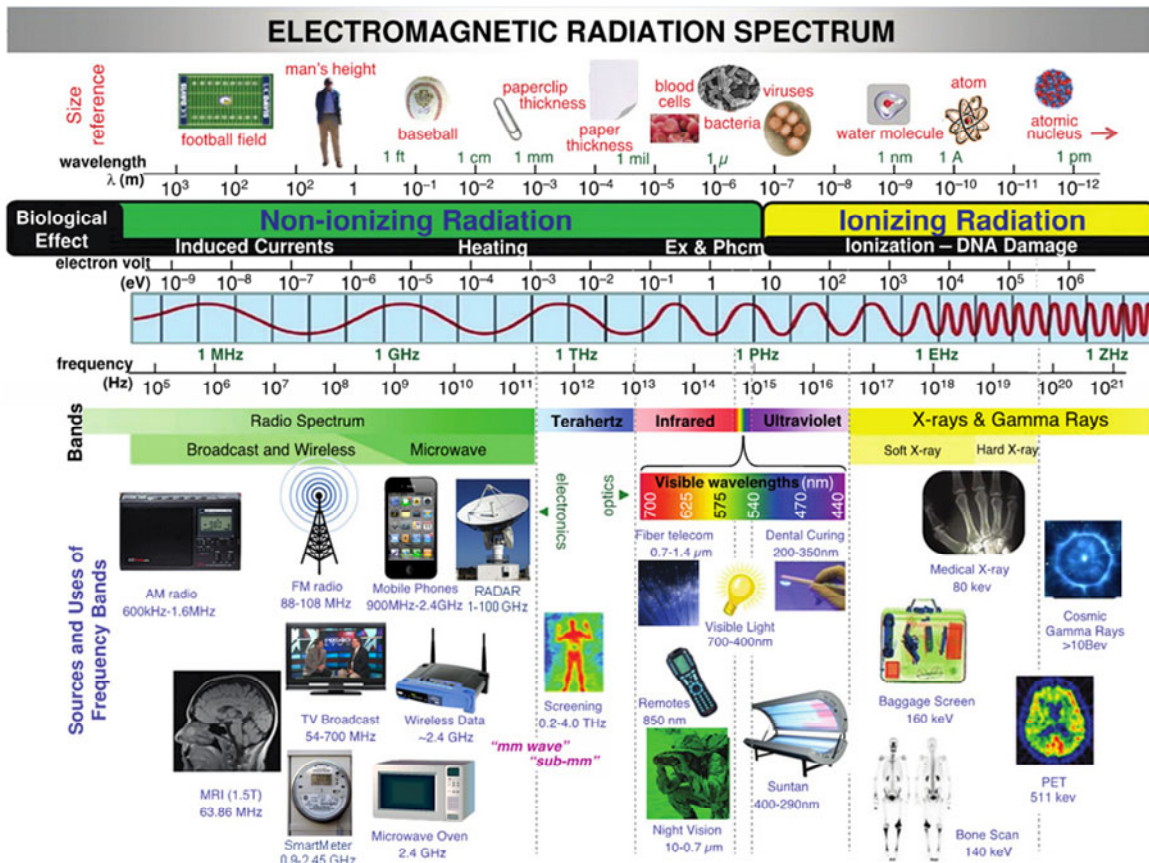 ELECTROMAGNETIC RADIATION SPECTRUM
Size
reference
football field
man's height
baseball
paperclip
thickness
paper
thickness
blood
cells
bacteria
viruses
water molecule
atom
atomic
nucleus
wavelength
λ (m)
1 ft 1 cm 1 mm 1 mil 1 µ 1 nm 1 A 1 pm
10³ 10² 10² 1 10⁻¹ 10⁻² 10⁻³ 10⁻⁴ 10⁻⁵ 10⁻⁶ 10⁻⁷ 10⁻⁸ 10⁻⁹ 10⁻¹⁰ 10⁻¹¹ 10⁻¹²
Biological
Effect
Non-ionizing Radiation
Ionizing Radiation
Induced Currents Heating Ex & Phcm Ionization – DNA Damage
electron volt
(eV)
10⁻⁹ 10⁻⁸ 10⁻⁷ 10⁻⁶ 10⁻⁵ 10⁻⁴ 10⁻³ 10⁻² 10⁻¹ 1 10 10² 10³ 10⁴ 10⁵ 10⁶
frequency
(Hz)
1 MHz 1 GHz 1 THz 1 PHz 1 EHz 1 ZHz
10⁵ 10⁶ 10⁷ 10⁸ 10⁹ 10¹⁰ 10¹¹ 10¹² 10¹³ 10¹⁴ 10¹⁵ 10¹⁶ 10¹⁷ 10¹⁸ 10¹⁹ 10²⁰ 10²¹
Bands
Radio Spectrum
Terahertz
Infrared
Ultraviolet
X-rays & Gamma Rays
Broadcast and Wireless
Microwave
Soft X-ray
Hard X-ray
electronics
optics
Visible wavelengths (nm)
700 625 575 540 470 440
Sources and Uses of
Frequency Bands
AM radio
600kHz-1.6MHz
FM radio
88-108 MHz
Mobile Phones
900MHz-2.4GHz
RADAR
1-100 GHz
Fiber telecom
0.7-1.4 µm
Dental Curing
200-350nm
Visible Light
700-400nm
Medical X-ray
80 kev
Cosmic
Gamma Rays
>10Bev
MRI (1.5T)
63.86 MHz
TV Broadcast
54-700 MHz
Wireless Data
~2.4 GHz
Screening
0.2-4.0 THz
"mm wave"
"sub-mm"
Remotes
850 nm
Baggage Screen
160 keV
SmartMeter
0.9-2.45 GHz
Microwave Oven
2.4 GHz
Night Vision
10-0.7 µm
Suntan
400-290nm
Bone Scan
140 keV
PET
511 kev